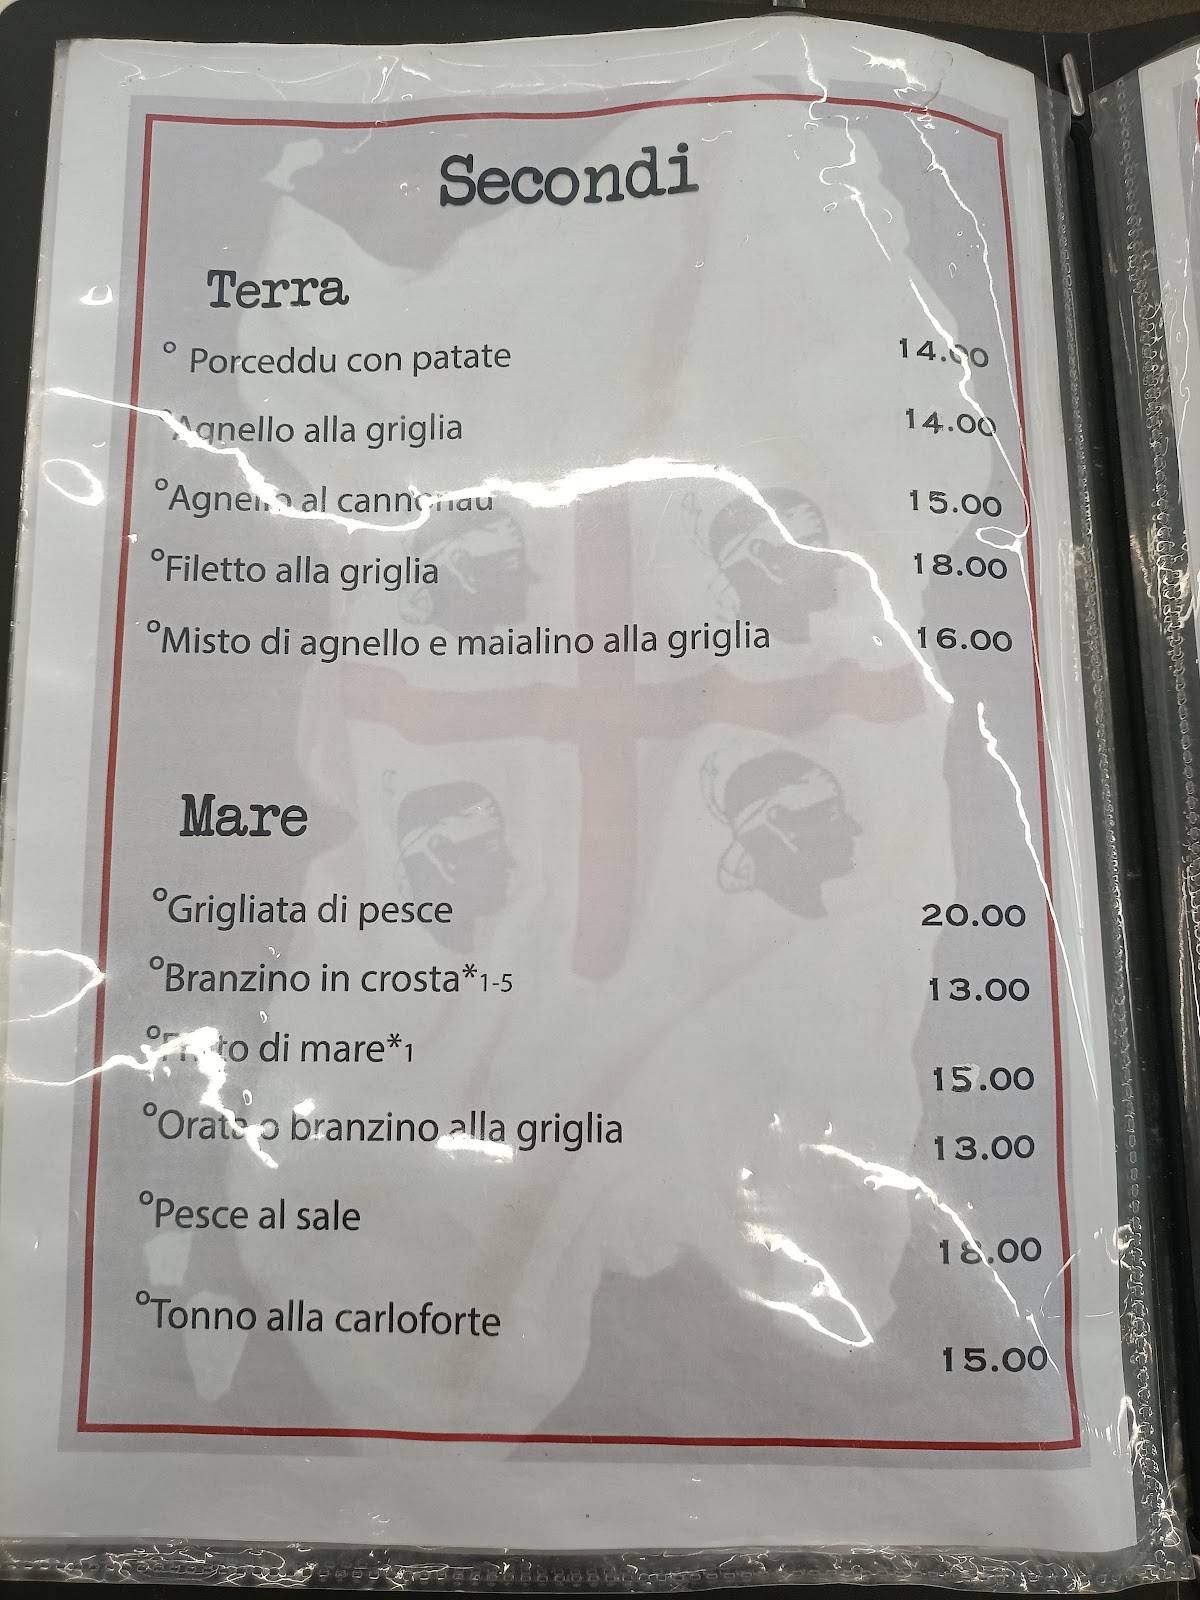 Secondi
Terra
° Porceddu con patate 14.00
°Agnello alla griglia 14.00
°Agnello al cannonau 15.00
°Filetto alla griglia 18.00
°Misto di agnello e maialino alla griglia 16.00
Mare
°Grigliata di pesce 20.00
°Branzino in crosta*1-5 13.00
°Fritto di mare*1 15.00
°Orata o branzino alla griglia 13.00
°Pesce al sale 18.00
°Tonno alla carloforte 15.00